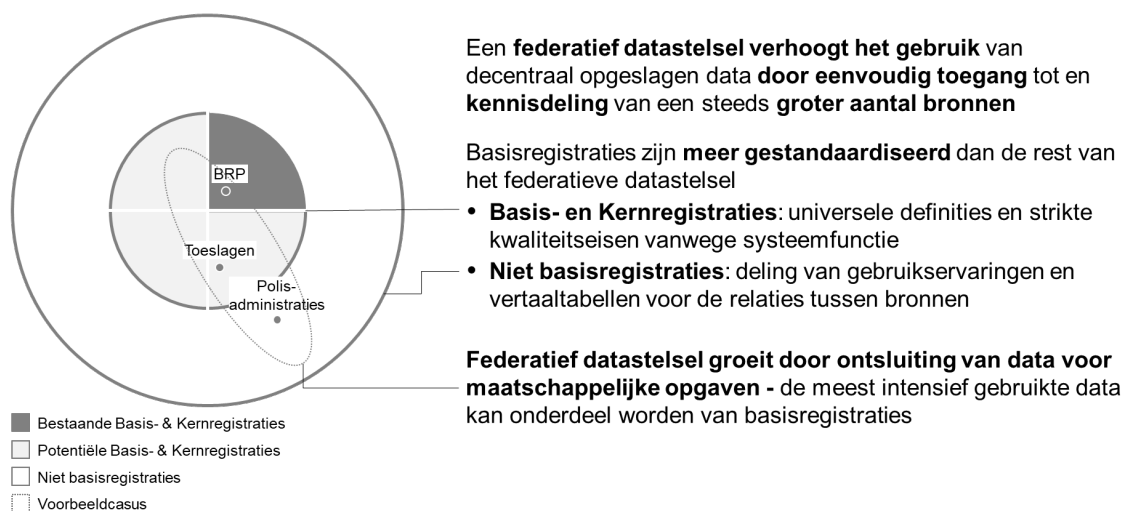 Een federatief datastelsel verhoogt het gebruik van
decentraal opgeslagen data door eenvoudig toegang tot en
kennisdeling van een steeds groter aantal bronnen
Basisregistraties zijn meer gestandaardiseerd dan de rest van
het federatieve datastelsel
• Basis- en Kernregistraties: universele definities en strikte
kwaliteitseisen vanwege systeemfunctie
• Niet basisregistraties: deling van gebruikservaringen en
vertaaltabellen voor de relaties tussen bronnen
Federatief datastelsel groeit door ontsluiting van data voor
maatschappelijke opgaven - de meest intensief gebruikte data
kan onderdeel worden van basisregistraties
BRP
Toeslagen
Polis-
administraties
Bestaande Basis- & Kernregistraties
Potentiële Basis- & Kernregistraties
Niet basisregistraties
Voorbeeldcasus